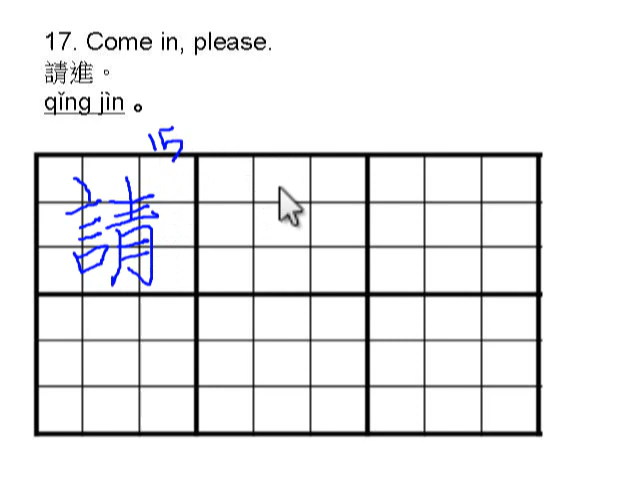 17. Come in, please.
請進。
qǐng jìn 。
15
請